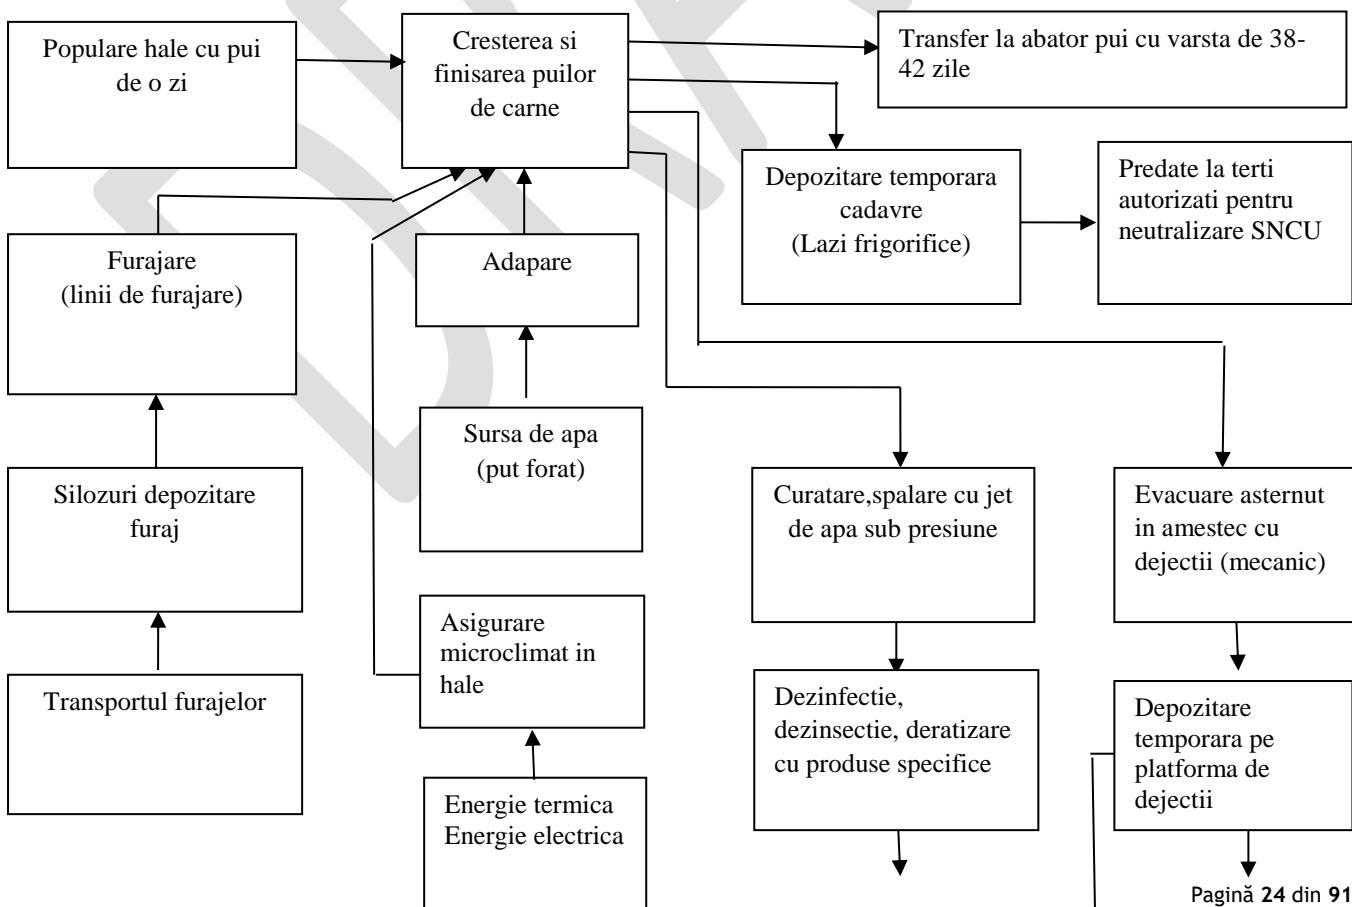 Populare hale cu pui
de o zi
Cresterea si
finisarea puilor
de carne
Transfer la abator pui cu varsta de 38-
42 zile
Depozitare temporara
cadavre
(Lazi frigorifice)
Predate la terti
autorizati pentru
neutralizare SNCU
Furajare
(linii de furajare)
Adapare
Silozuri depozitare
furaj
Sursa de apa
(put forat)
Curatare,spalare cu jet
de apa sub presiune
Evacuare asternut
in amestec cu
dejectii (mecanic)
Transportul furajelor
Asigurare
microclimat in
hale
Dezinfectie,
dezinsectie, deratizare
cu produse specifice
Depozitare
temporara pe
platforma de
dejectii
Energie termica
Energie electrica
Pagină 24 din 91